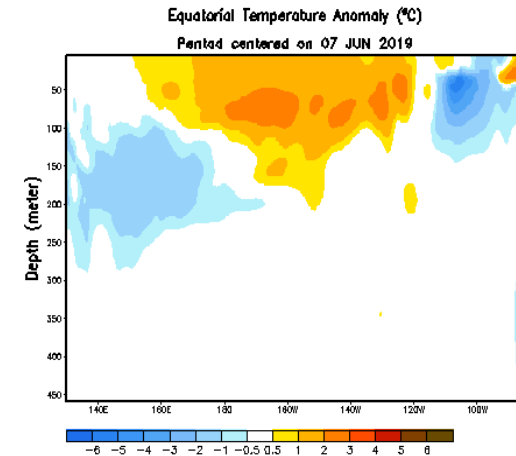 Equatorial Temperature Anomaly (°C)
Pentad centered on 07 JUN 2019
Depth (meter)
50
100
150
200
250
300
350
400
450
140E 160E 180 160W 140W 120W 100W
-6 -5 -4 -3 -2 -1 -0.5 0.5 1 2 3 4 5 6